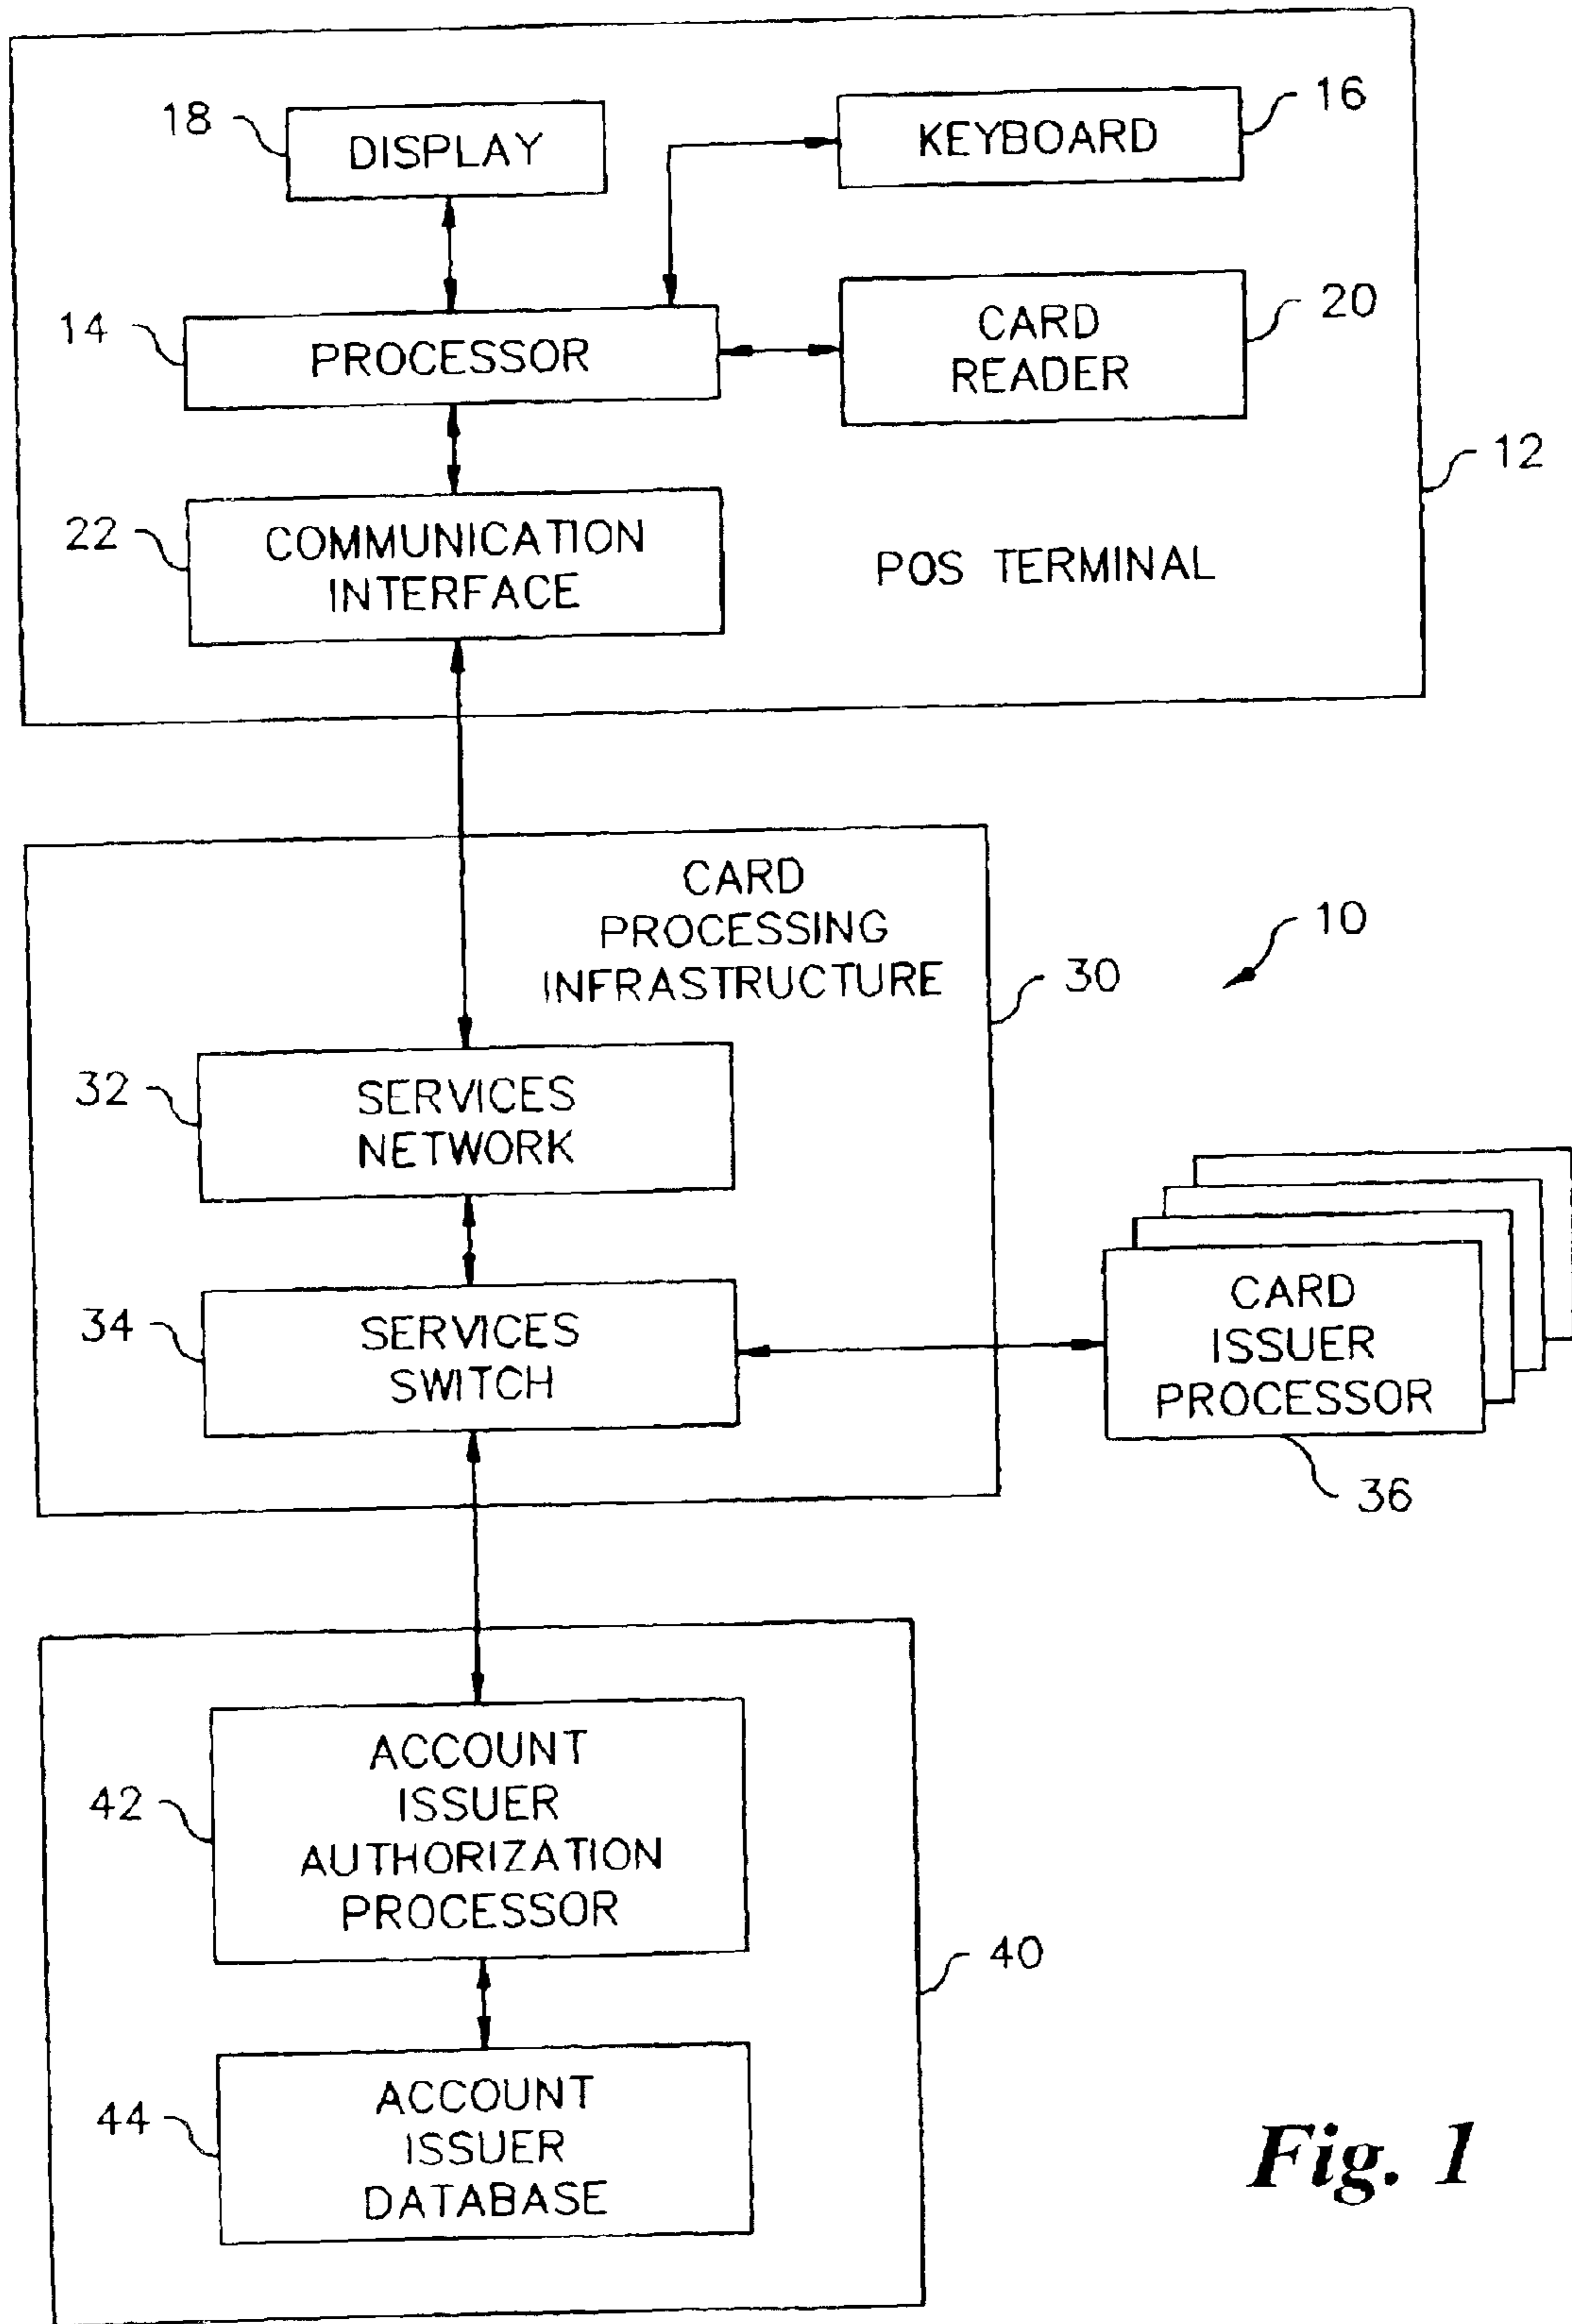 18
DISPLAY
KEYBOARD
16
14
PROCESSOR
CARD
READER
20
12
22
COMMUNICATION
INTERFACE
POS TERMINAL
CARD
PROCESSING
INFRASTRUCTURE
30
10
32
SERVICES
NETWORK
34
SERVICES
SWITCH
CARD
ISSUER
PROCESSOR
36
42
ACCOUNT
ISSUER
AUTHORIZATION
PROCESSOR
40
44
ACCOUNT
ISSUER
DATABASE
Fig. 1